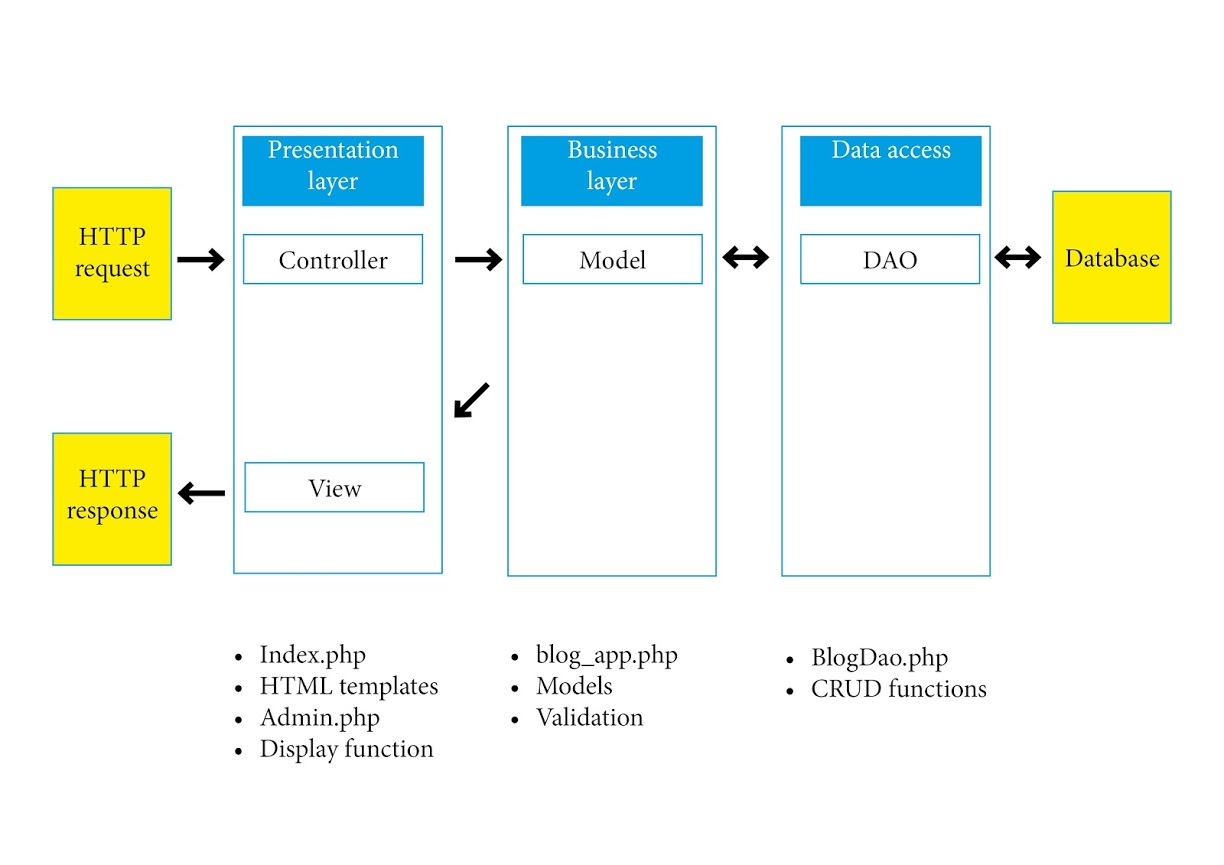 Presentation
layer
Business
layer
Data access
HTTP
request
Controller
Model
DAO
Database
HTTP
response
View
• Index.php
• HTML templates
• Admin.php
• Display function
• blog_app.php
• Models
• Validation
• BlogDao.php
• CRUD functions